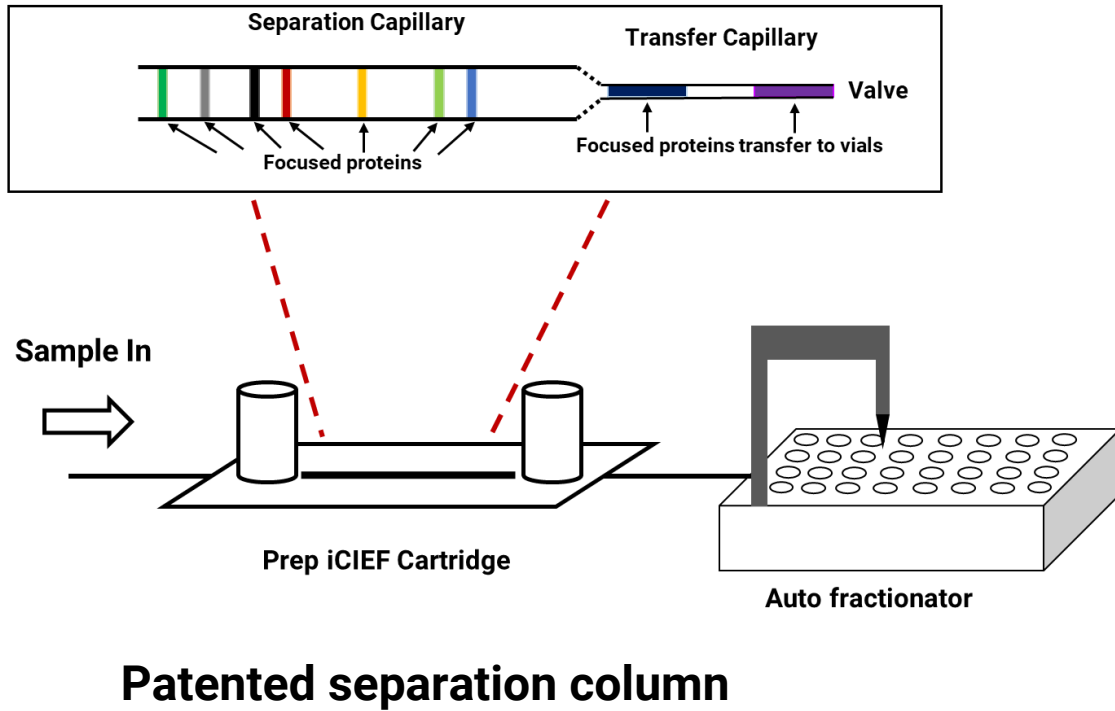 Separation Capillary
Transfer Capillary
Valve
Focused proteins
Focused proteins transfer to vials
Sample In
Prep iCIEF Cartridge
Auto fractionator
Patented separation column